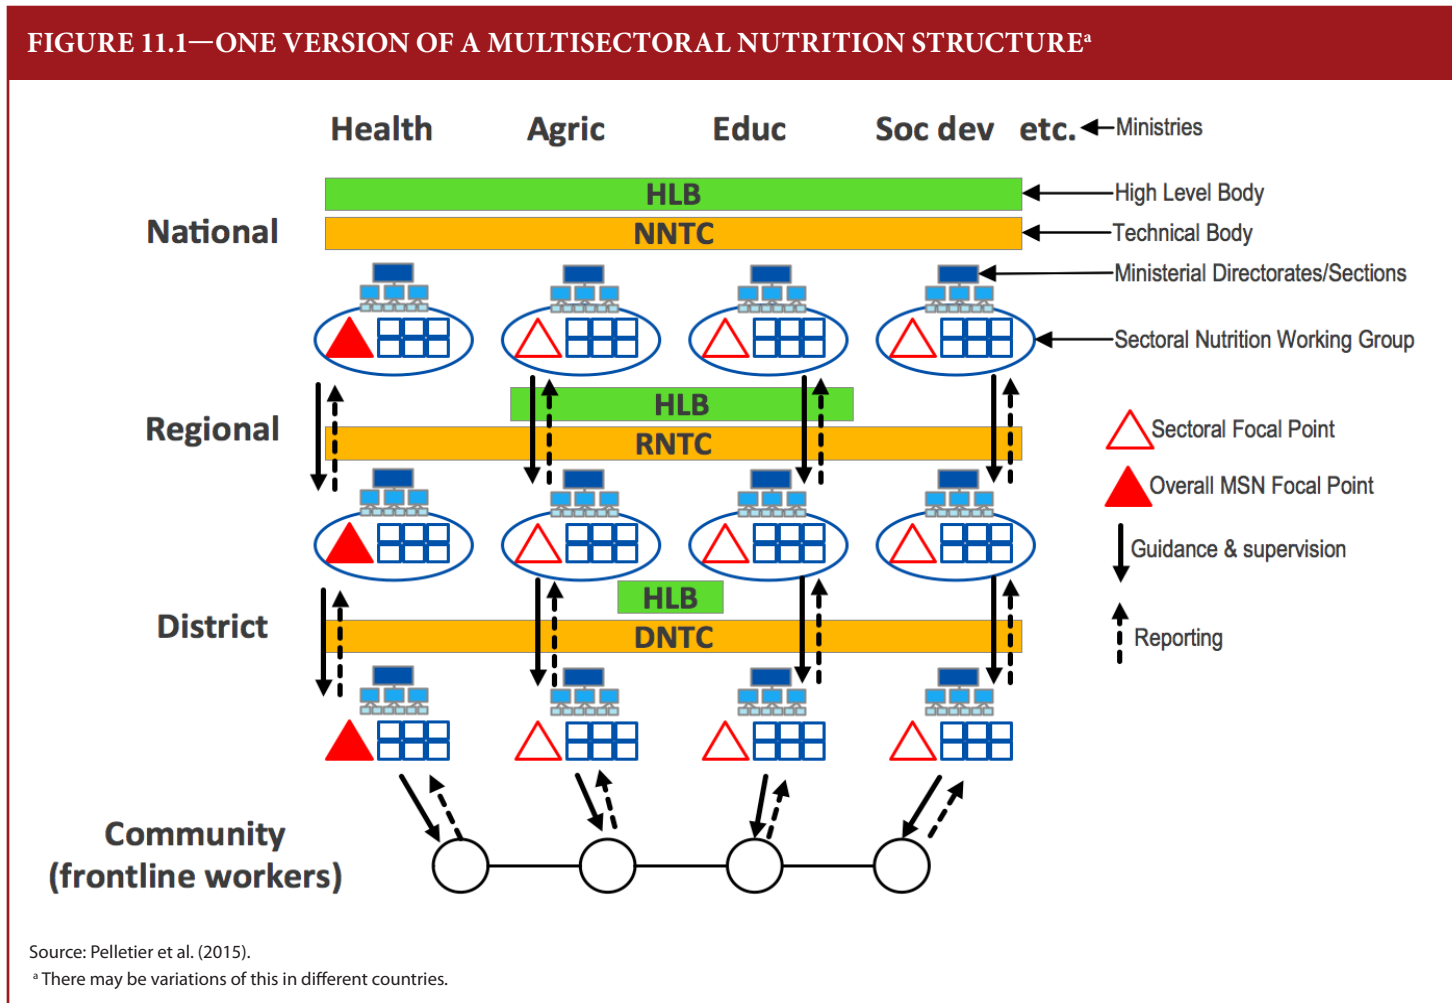 FIGURE 11.1—ONE VERSION OF A MULTISECTORAL NUTRITION STRUCTUREᵃ
Health Agric Educ Soc dev etc. Ministries
HLB High Level Body
National
NNTC Technical Body
Ministerial Directorates/Sections
Sectoral Nutrition Working Group
HLB
Regional
RNTC
Sectoral Focal Point
Overall MSN Focal Point
Guidance & supervision
HLB
District
DNTC
Reporting
Community
(frontline workers)
Source: Pelletier et al. (2015).
ᵃ There may be variations of this in different countries.